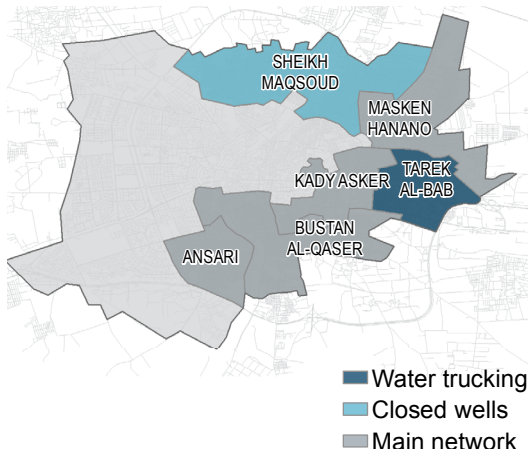 SHEIKH
MAQSOUD
MASKEN
HANANO
KADY ASKER
TAREK
AL-BAB
BUSTAN
AL-QASER
ANSARI
Water trucking
Closed wells
Main network